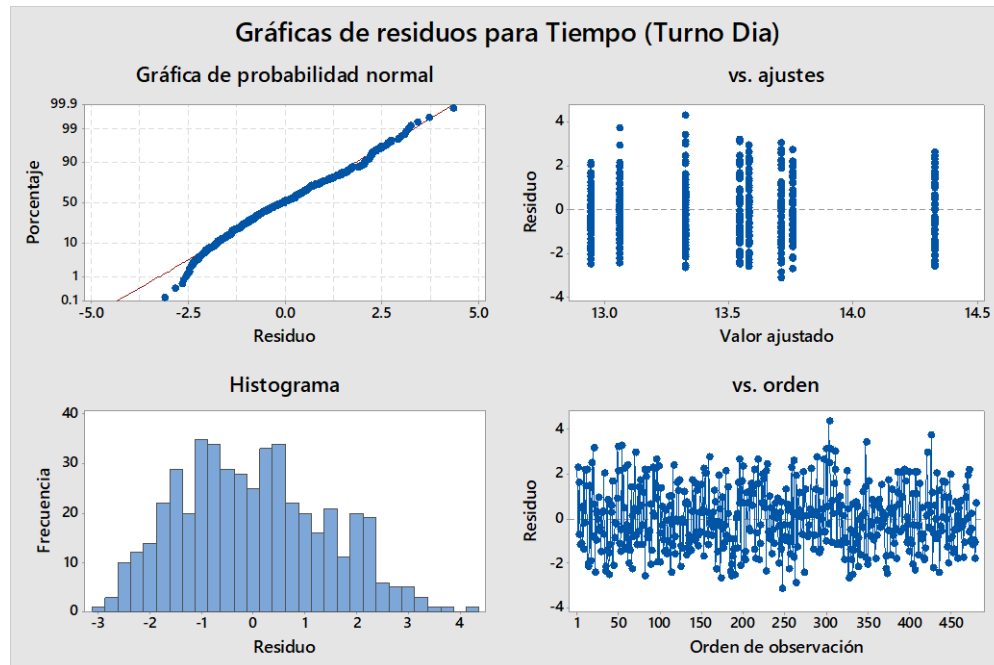 Gráficas de residuos para Tiempo (Turno Dia)
Gráfica de probabilidad normal
99.9
99
90
50
10
1
0.1
Porcentaje
-5.0 -2.5 0.0 2.5 5.0
Residuo
vs. ajustes
4
2
0
-2
-4
Residuo
13.0 13.5 14.0 14.5
Valor ajustado
Histograma
40
30
20
10
0
Frecuencia
-3 -2 -1 0 1 2 3 4
Residuo
vs. orden
4
2
0
-2
-4
Residuo
1 50 100 150 200 250 300 350 400 450
Orden de observación